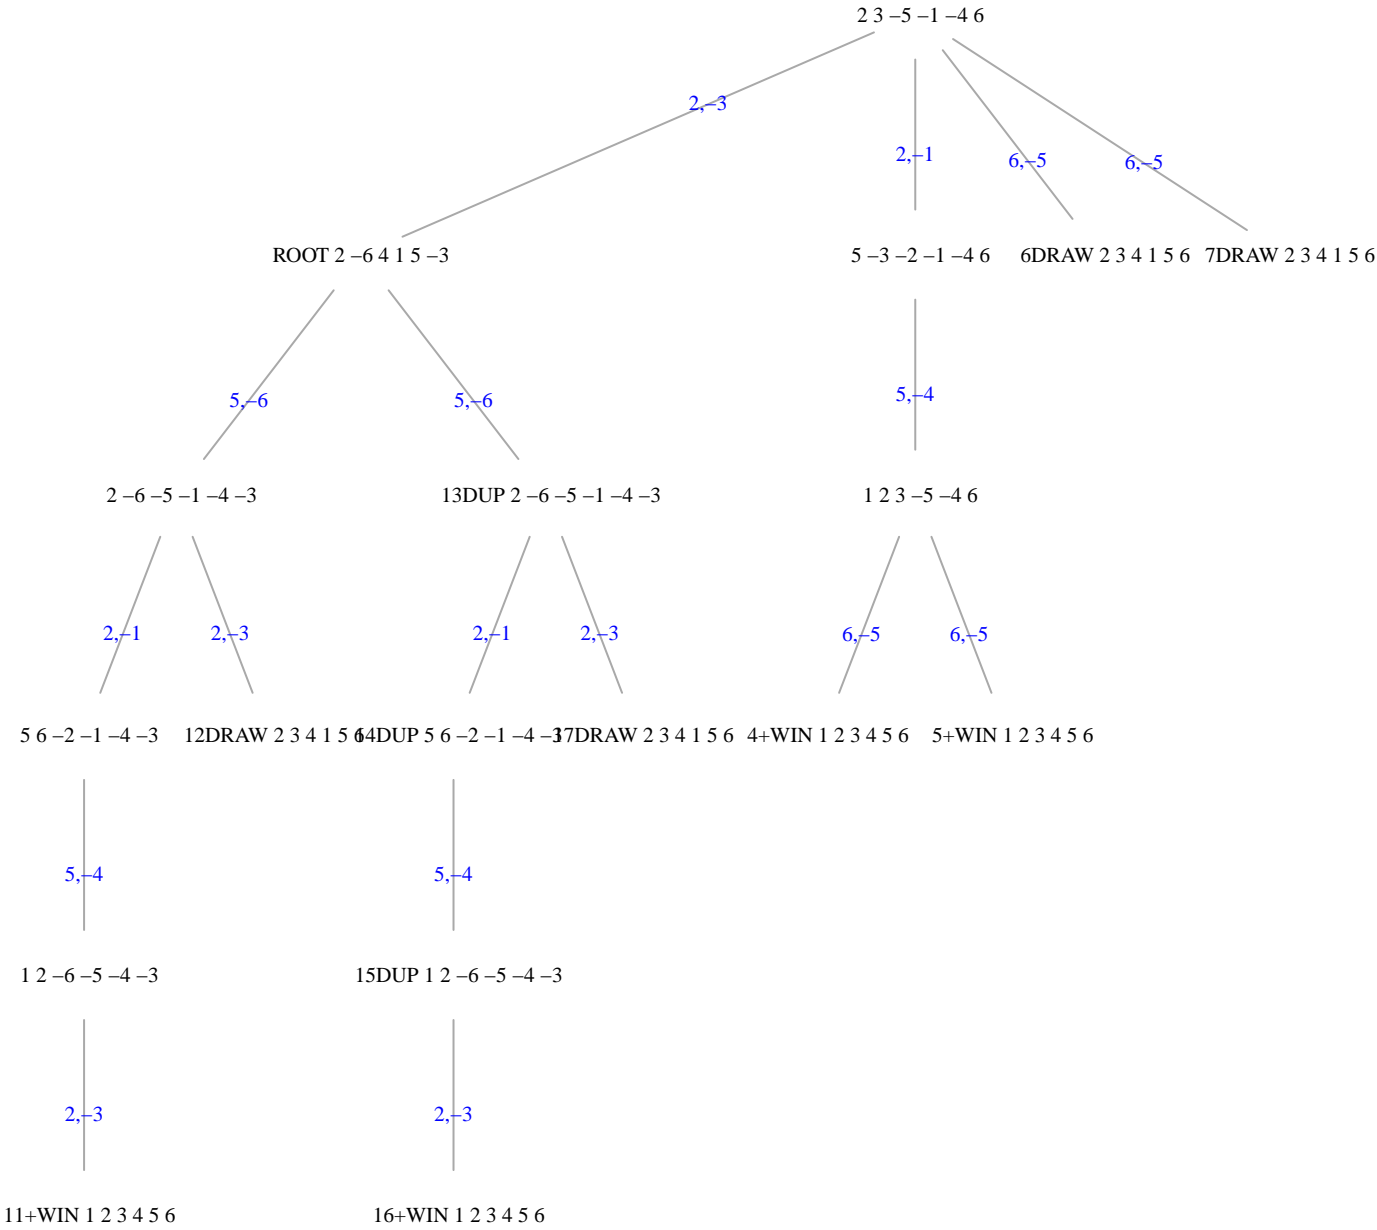 2 3 –5 –1 –4 6
2,–3
2,–1
6,–5
6,–5
ROOT 2 –6 4 1 5 –3
5 –3 –2 –1 –4 6
6DRAW 2 3 4 1 5 6
7DRAW 2 3 4 1 5 6
5,–6
5,–6
5,–4
2 –6 –5 –1 –4 –3
13DUP 2 –6 –5 –1 –4 –3
1 2 3 –5 –4 6
2,–1
2,–3
2,–1
2,–3
6,–5
6,–5
5 6 –2 –1 –4 –3
12DRAW 2 3 4 1 5 6
14DUP 5 6 –2 –1 –4 –3
17DRAW 2 3 4 1 5 6
4+WIN 1 2 3 4 5 6
5+WIN 1 2 3 4 5 6
5,–4
5,–4
1 2 –6 –5 –4 –3
15DUP 1 2 –6 –5 –4 –3
2,–3
2,–3
11+WIN 1 2 3 4 5 6
16+WIN 1 2 3 4 5 6